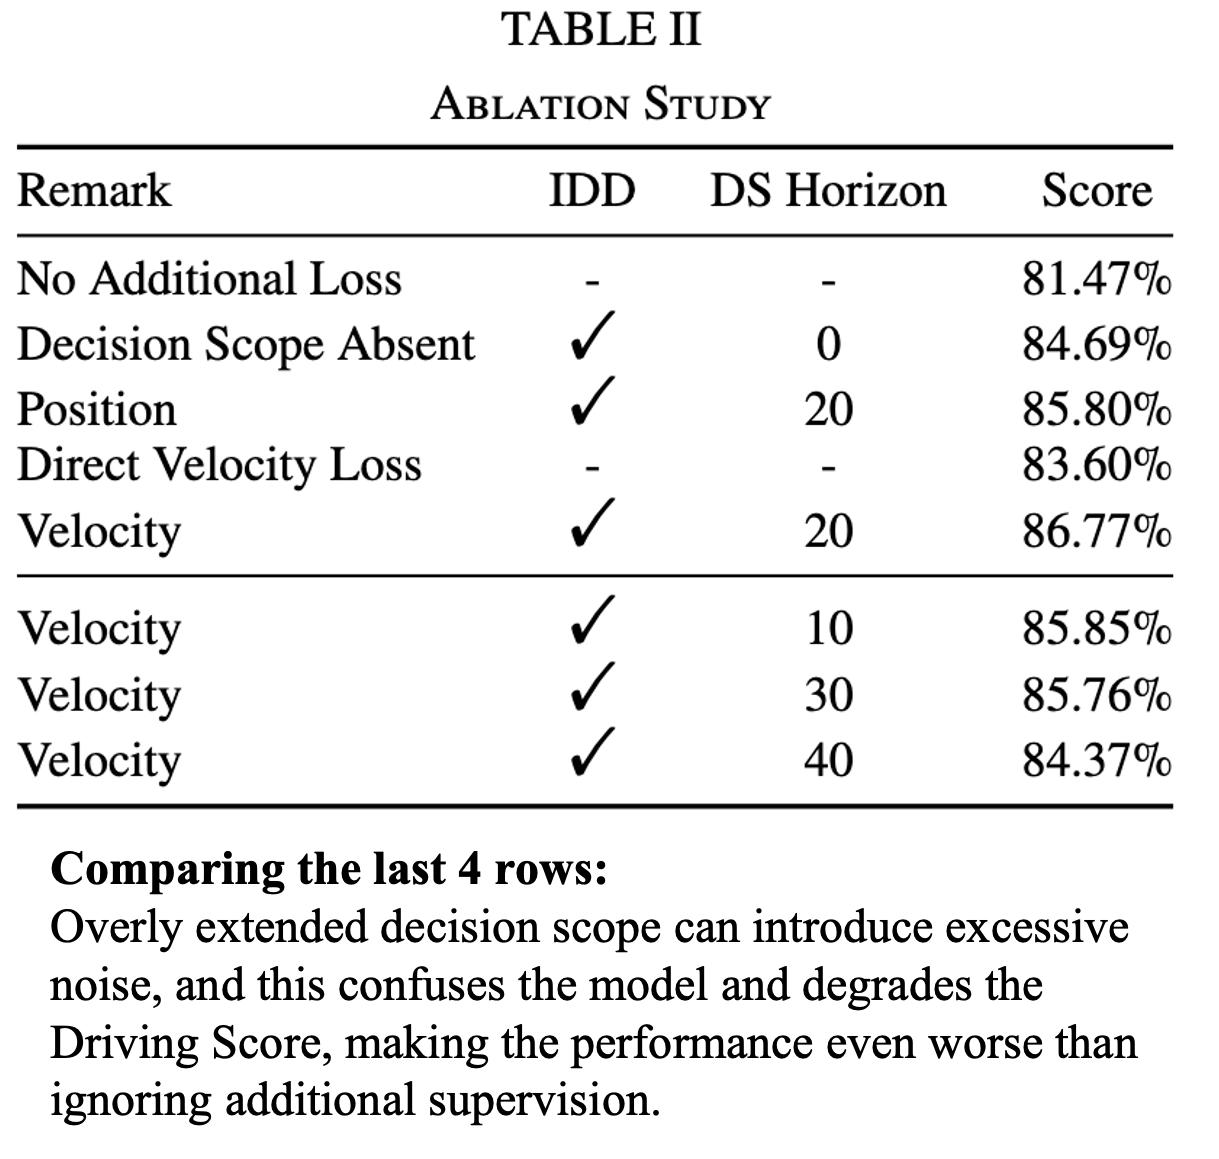 TABLE II
ABLATION STUDY
Remark IDD DS Horizon Score
No Additional Loss - - 81.47%
Decision Scope Absent ✓ 0 84.69%
Position ✓ 20 85.80%
Direct Velocity Loss - - 83.60%
Velocity ✓ 20 86.77%
Velocity ✓ 10 85.85%
Velocity ✓ 30 85.76%
Velocity ✓ 40 84.37%
Comparing the last 4 rows:
Overly extended decision scope can introduce excessive
noise, and this confuses the model and degrades the
Driving Score, making the performance even worse than
ignoring additional supervision.